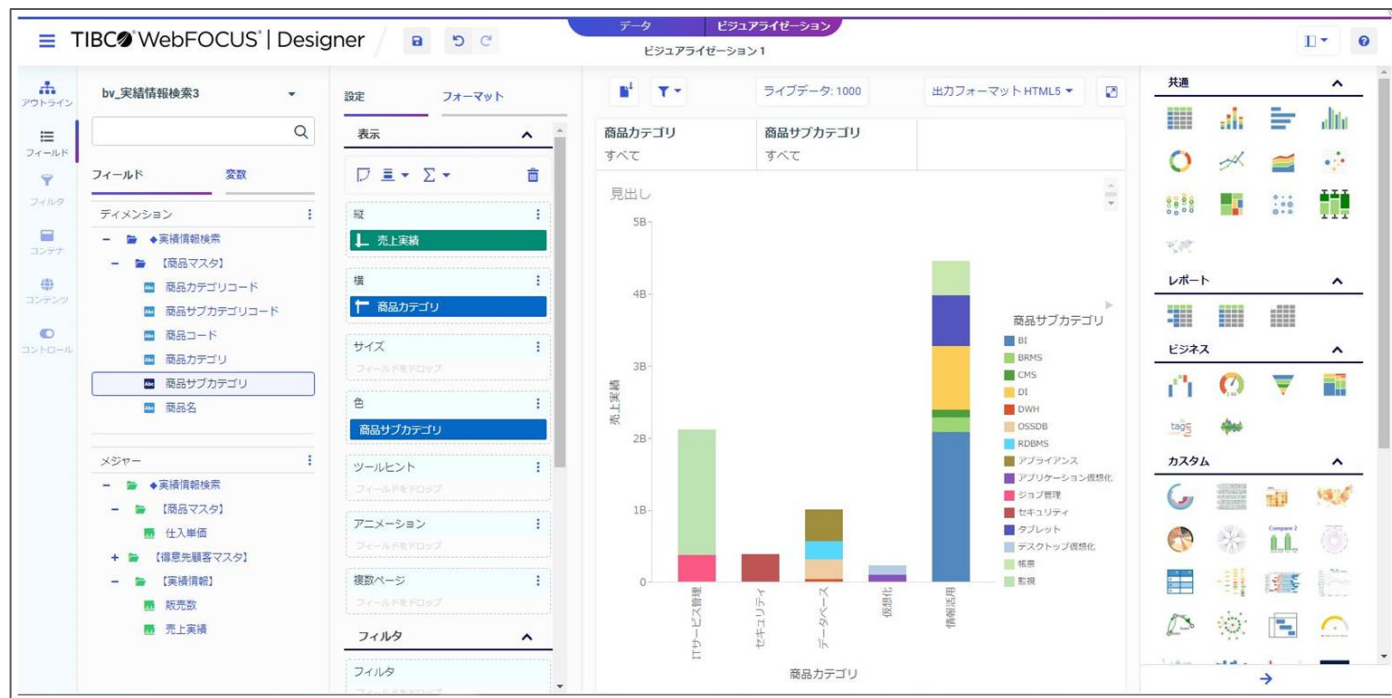 TIBCO WebFOCUS® | Designer
データ
ビジュアライゼーション
ビジュアライゼーション 1
アウトライン
フィールド
フィルタ
コンテナ
コンテンツ
コントロール
bv_実績情報検索3
フィールド
変数
ディメンション
◆実績情報検索
【商品マスタ】
商品カテゴリコード
商品サブカテゴリコード
商品コード
商品カテゴリ
商品サブカテゴリ
商品名
メジャー
◆実績情報検索
【商品マスタ】
仕入単価
【得意先顧客マスタ】
【実績情報】
販売数
売上実績
設定
フォーマット
表示
縦
売上実績
横
商品カテゴリ
サイズ
フィールドをドロップ
色
商品サブカテゴリ
ツールヒント
フィールドをドロップ
アニメーション
フィールドをドロップ
複数ページ
フィールドをドロップ
フィルタ
フィルタ
フィールドをドロップ
ライブデータ: 1000
出力フォーマット HTML5
商品カテゴリ
すべて
商品サブカテゴリ
すべて
見出し
5B
4B
3B
2B
1B
0
売上実績
ITサービス管理
セキュリティ
データベース
仮想化
情報活用
商品カテゴリ
商品サブカテゴリ
BI
BRMS
CMS
DI
DWH
OSSDB
RDBMS
アプライアンス
アプリケーション仮想化
ジョブ管理
セキュリティ
タブレット
デスクトップ仮想化
帳票
監視
共通
レポート
ビジネス
tags
カスタム
Compare 2